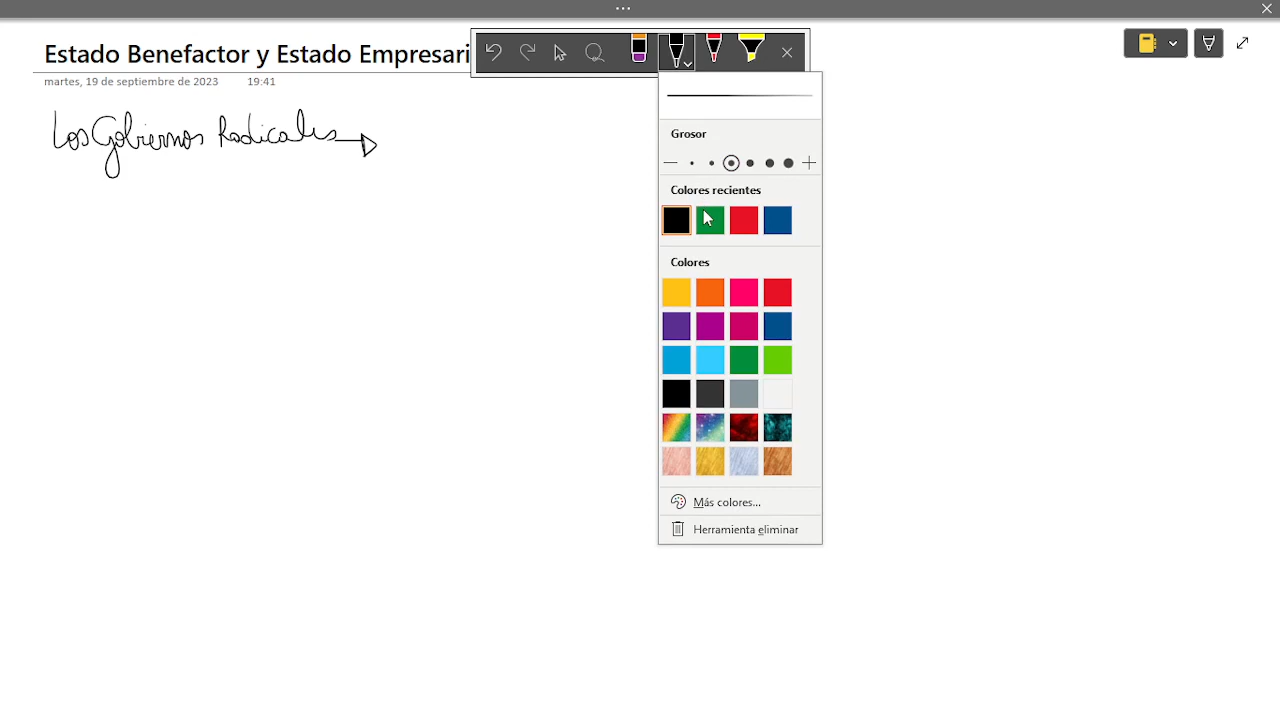 Estado Benefactor y Estado Empresari
martes, 19 de septiembre de 2023 19:41
Los Gobiernos Radicales
Grosor
Colores recientes
Colores
Más colores...
Herramienta eliminar